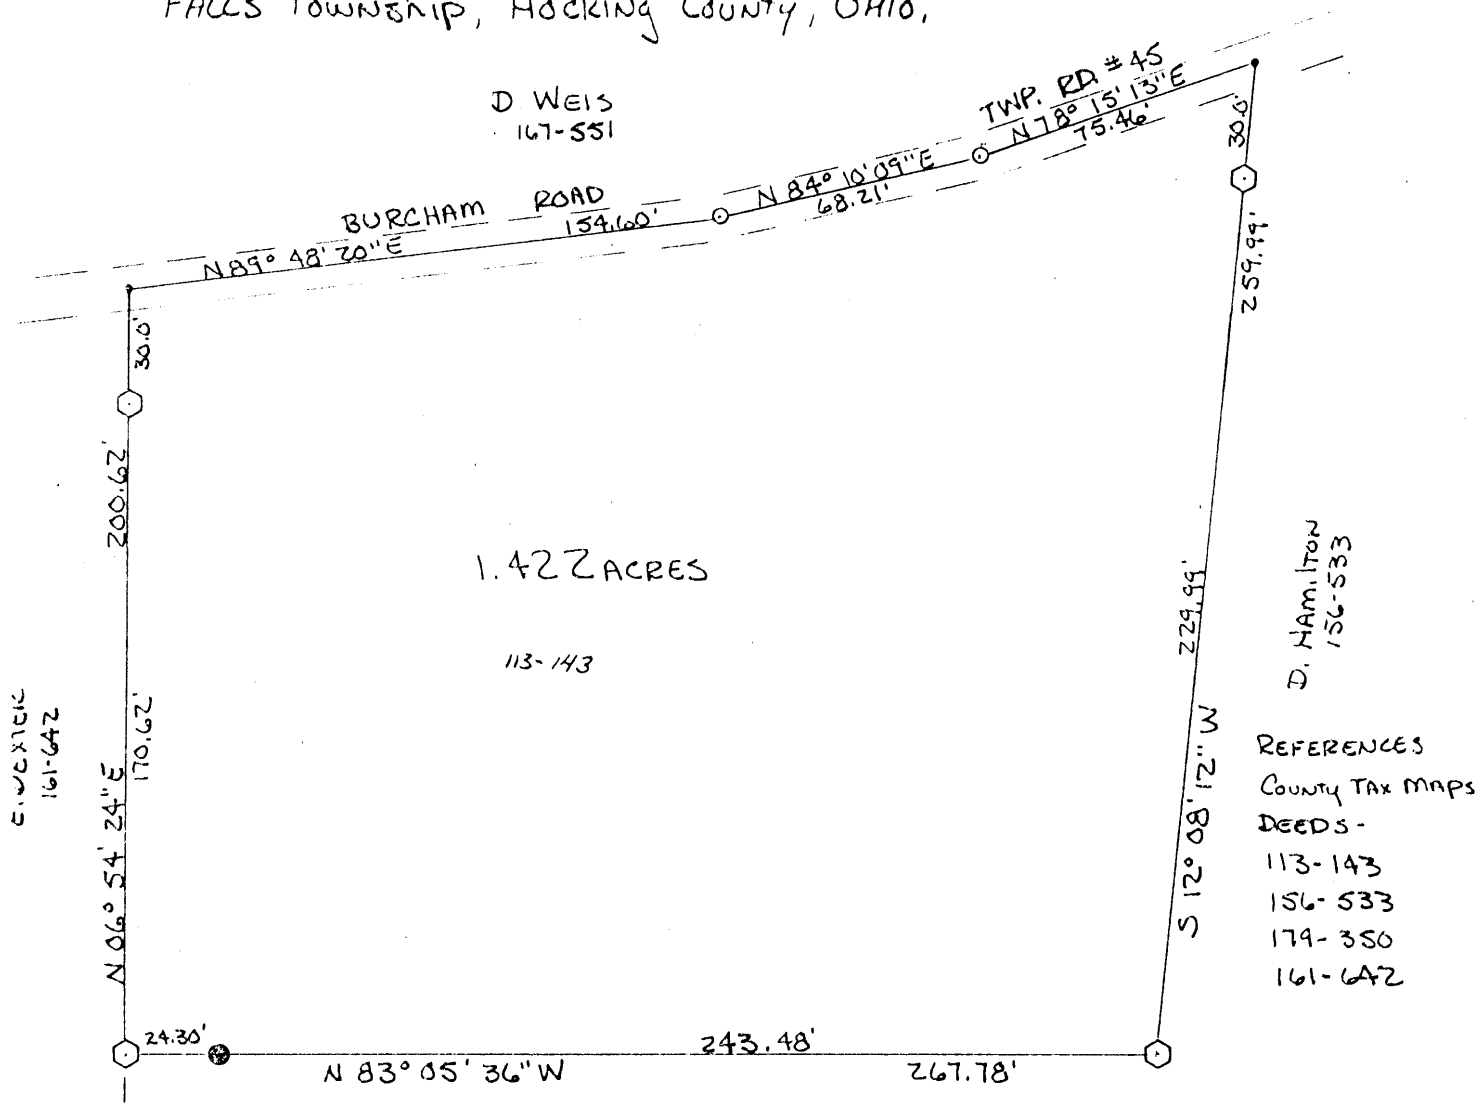 FALLS TOWNSHIP, HOCKING COUNTY, OHIO.
D WEIS
167-551
TWP. RD. # 45
N 78° 15' 13" E
75.46'
30.0'
N 84° 10' 09" E
68.21'
BURCHAM ROAD
154.60'
N 89° 48' 20" E
259.99'
30.0'
200.62'
1.422 ACRES
113-143
229.99'
D. HAMILTON
156-533
161-642
170.62'
N 06° 54' 24" E
S 12° 08' 12" W
REFERENCES
COUNTY TAX MAPS
DEEDS -
113-143
156-533
179-350
161-642
24.30'
243.48'
N 83° 05' 36" W
267.78'